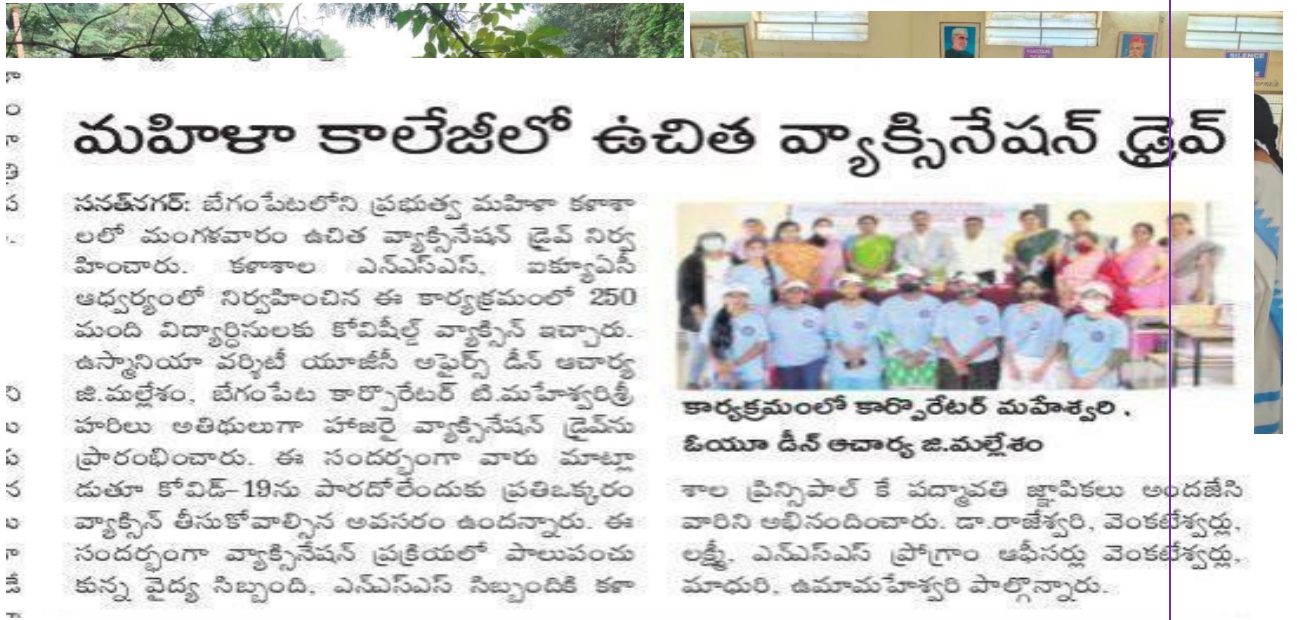 SILENCE
మహిళా కాలేజీలో ఉచిత వ్యాక్సినేషన్ డ్రైవ్
సనత్‌నగర్: బేగంపేటలోని ప్రభుత్వ మహిళా కళాశా
లలో మంగళవారం ఉచిత వ్యాక్సినేషన్ డ్రైవ్ నిర్వ
హించారు. కళాశాల ఎన్ఎస్ఎస్, ఐక్యూఏసీ
ఆధ్వర్యంలో నిర్వహించిన ఈ కార్యక్రమంలో 250
మంది విద్యార్థినులకు కోవిషీల్డ్ వ్యాక్సిన్ ఇచ్చారు.
ఉస్మానియా వర్శిటీ యూజీసీ అఫైర్స్ డీన్ ఆచార్య
జి.మల్లేశం, బేగంపేట కార్పొరేటర్ టి.మహేశ్వరిశ్రీ
హరిలు అతిథులుగా హాజరై వ్యాక్సినేషన్ డ్రైవ్‌ను
ప్రారంభించారు. ఈ సందర్భంగా వారు మాట్లా
డుతూ కోవిడ్–19ను పారదోలేందుకు ప్రతిఒక్కరం
వ్యాక్సిన్ తీసుకోవాల్సిన అవసరం ఉందన్నారు. ఈ
సందర్భంగా వ్యాక్సినేషన్ ప్రక్రియలో పాలుపంచు
కున్న వైద్య సిబ్బంది, ఎన్ఎస్ఎస్ సిబ్బందికి కళా
కార్యక్రమంలో కార్పొరేటర్ మహేశ్వరి ,
ఓయూ డీన్ ఆచార్య జి.మల్లేశం
శాల ప్రిన్సిపాల్ కే పద్మావతి జ్ఞాపికలు అందజేసి
వారిని అభినందించారు. డా.రాజేశ్వరి, వెంకటేశ్వర్లు,
లక్ష్మీ, ఎన్ఎస్ఎస్ ప్రోగ్రాం ఆఫీసర్లు వెంకటేశ్వర్లు,
మాధురి, ఉమామహేశ్వరి పాల్గొన్నారు.